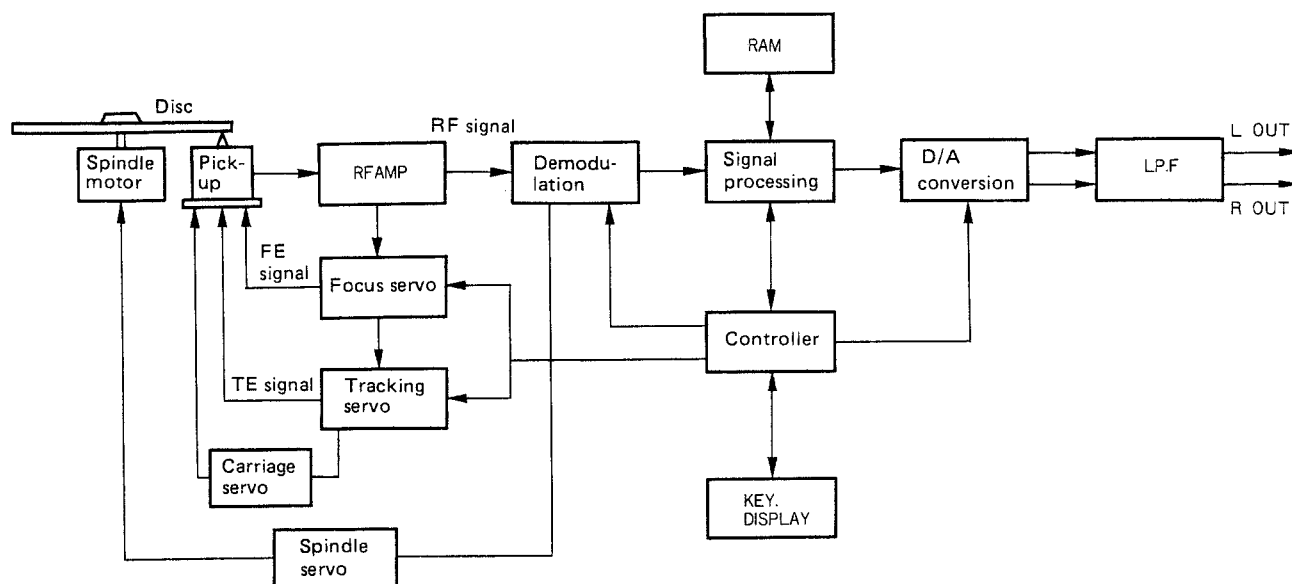 RAM
Disc
RF signal
L OUT
Spindle
motor
Pick-
up
RFAMP
Demodu-
lation
Signal
processing
D/A
conversion
L.P.F
R OUT
FE
signal
Focus servo
Controller
TE signal
Tracking
servo
Carriage
servo
KEY.
DISPLAY
Spindle
servo